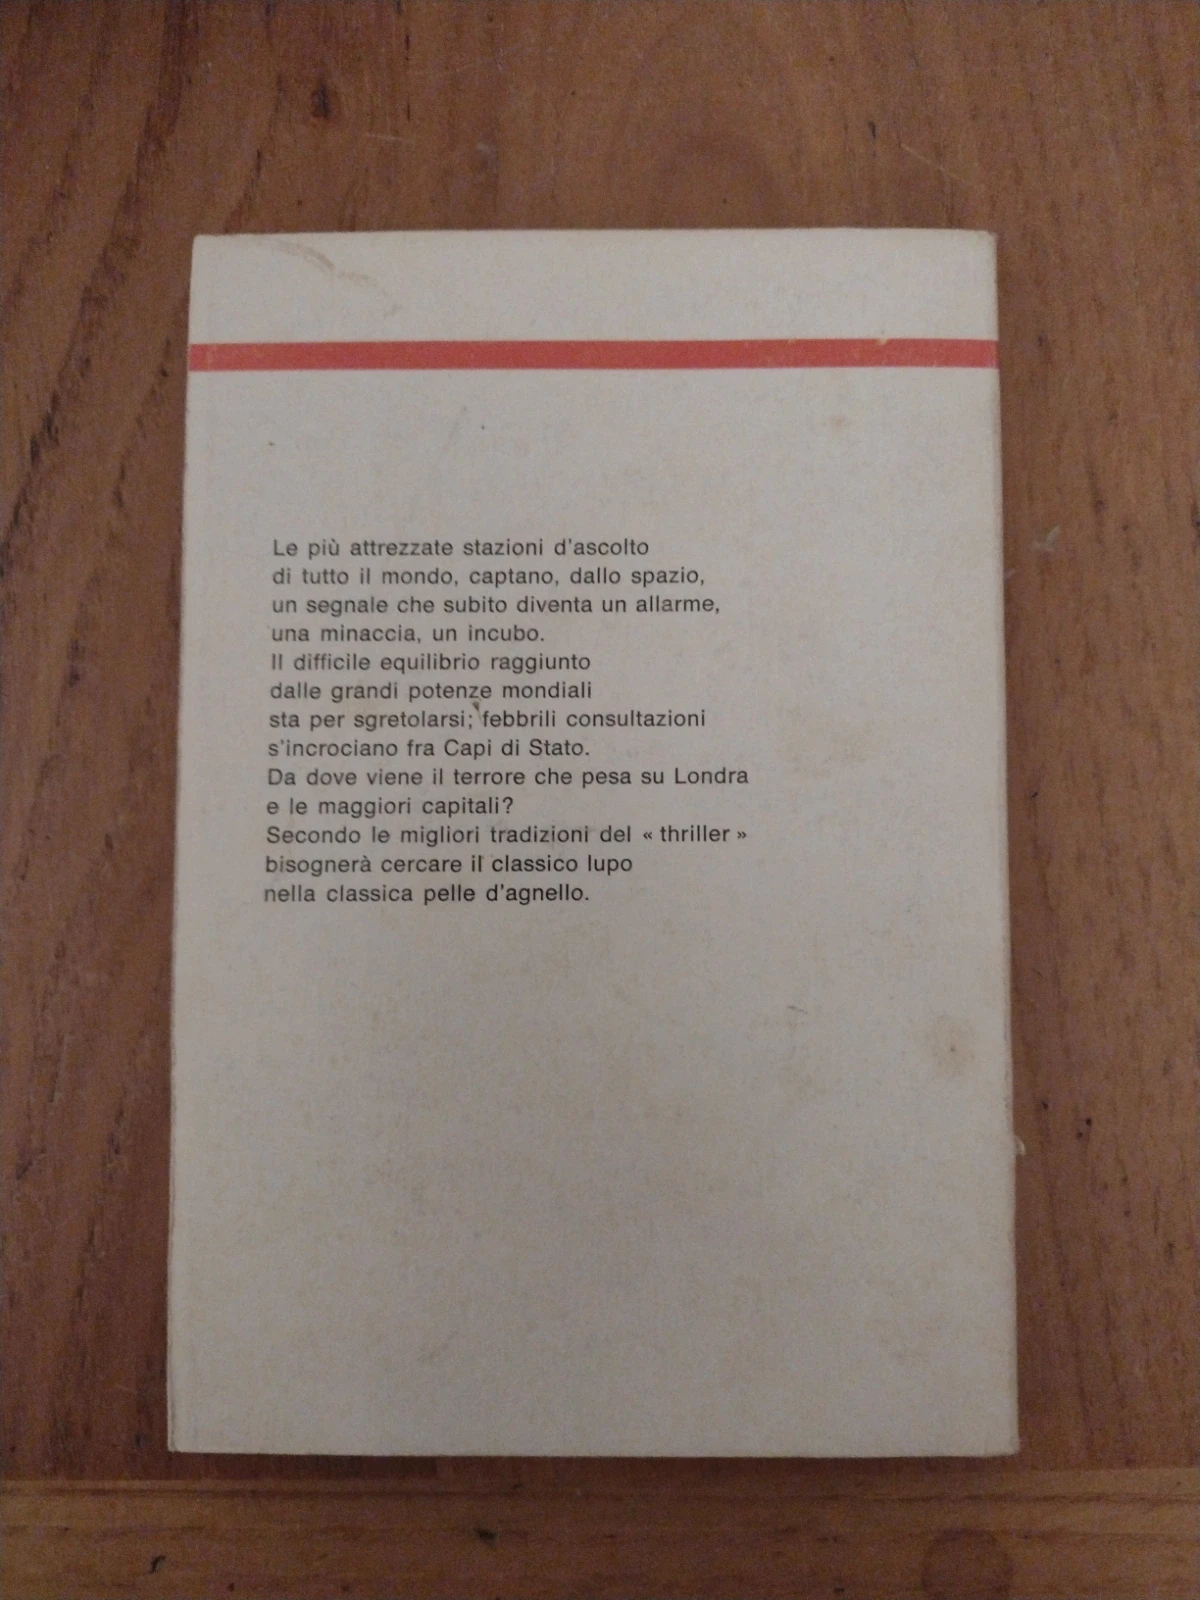 Le più attrezzate stazioni d'ascolto
di tutto il mondo, captano, dallo spazio,
un segnale che subito diventa un allarme,
una minaccia, un incubo.
Il difficile equilibrio raggiunto
dalle grandi potenze mondiali
sta per sgretolarsi; febbrili consultazioni
s'incrociano fra Capi di Stato.
Da dove viene il terrore che pesa su Londra
e le maggiori capitali?
Secondo le migliori tradizioni del « thriller »
bisognerà cercare il classico lupo
nella classica pelle d'agnello.